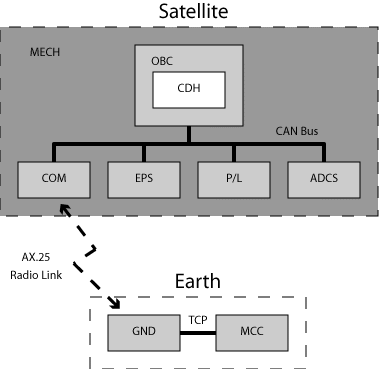 Satellite
MECH
OBC
CDH
CAN Bus
COM
EPS
P/L
ADCS
AX.25
Radio Link
Earth
GND
TCP
MCC